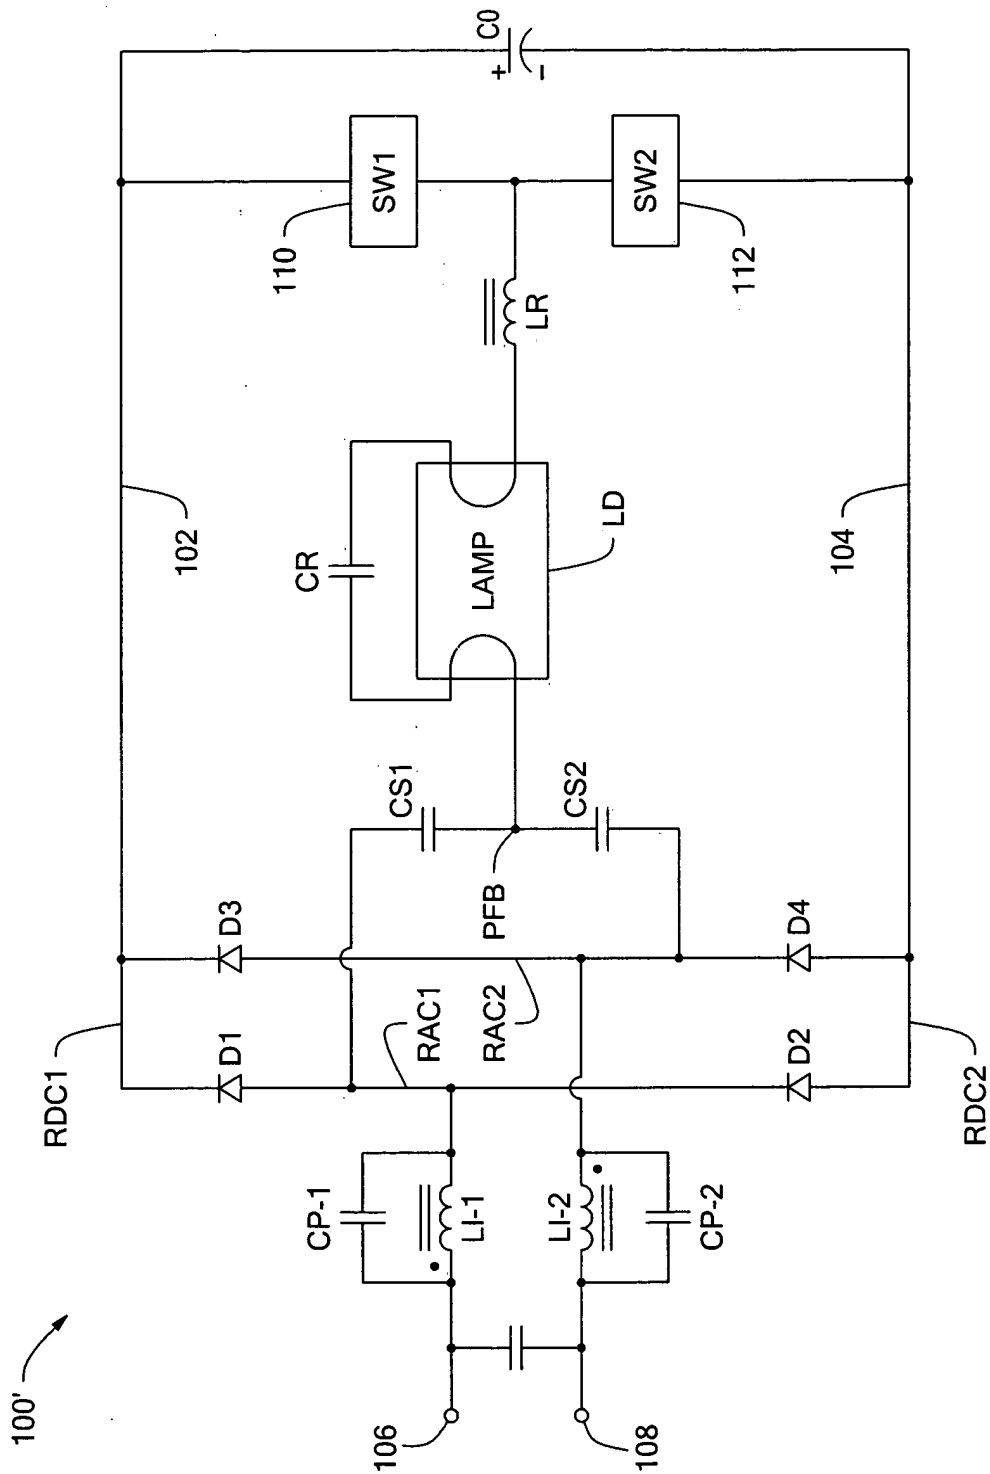 100'
RDC1
102
C0
+
-
D1
D3
110
SW1
CR
CS1
CP-1
RAC1
PFB
LAMP
LR
LI-1
RAC2
LI-2
CS2
LD
SW2
CP-2
106
108
D2
D4
112
104
RDC2